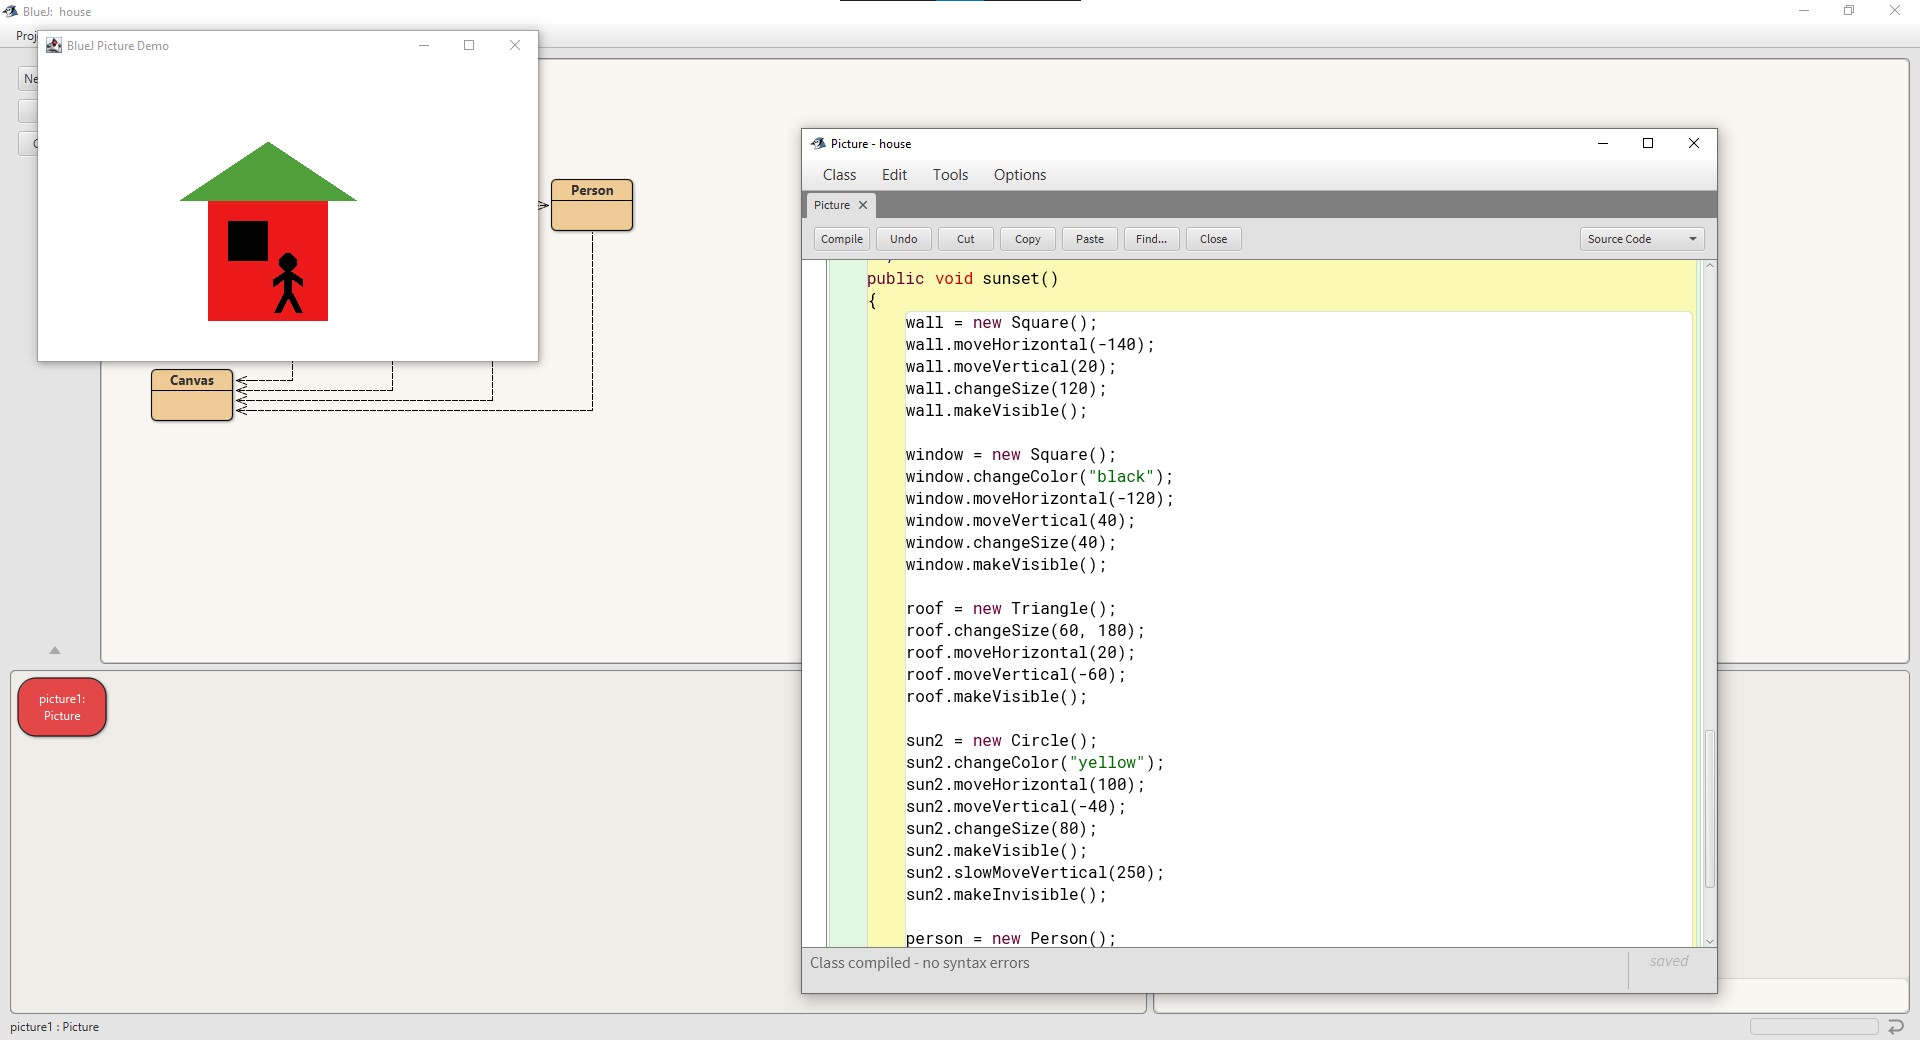 BlueJ:  house
Proj
BlueJ Picture Demo
Ne
C
Person
Canvas
Picture - house
Class Edit Tools Options
Picture
Compile Undo Cut Copy Paste Find... Close Source Code
public void sunset()
{
wall = new Square();
wall.moveHorizontal(-140);
wall.moveVertical(20);
wall.changeSize(120);
wall.makeVisible();
window = new Square();
window.changeColor("black");
window.moveHorizontal(-120);
window.moveVertical(40);
window.changeSize(40);
window.makeVisible();
roof = new Triangle();
roof.changeSize(60, 180);
roof.moveHorizontal(20);
roof.moveVertical(-60);
roof.makeVisible();
sun2 = new Circle();
sun2.changeColor("yellow");
sun2.moveHorizontal(100);
sun2.moveVertical(-40);
sun2.changeSize(80);
sun2.makeVisible();
sun2.slowMoveVertical(250);
sun2.makeInvisible();
person = new Person();
Class compiled - no syntax errors
saved
picture1:
Picture
picture1 : Picture